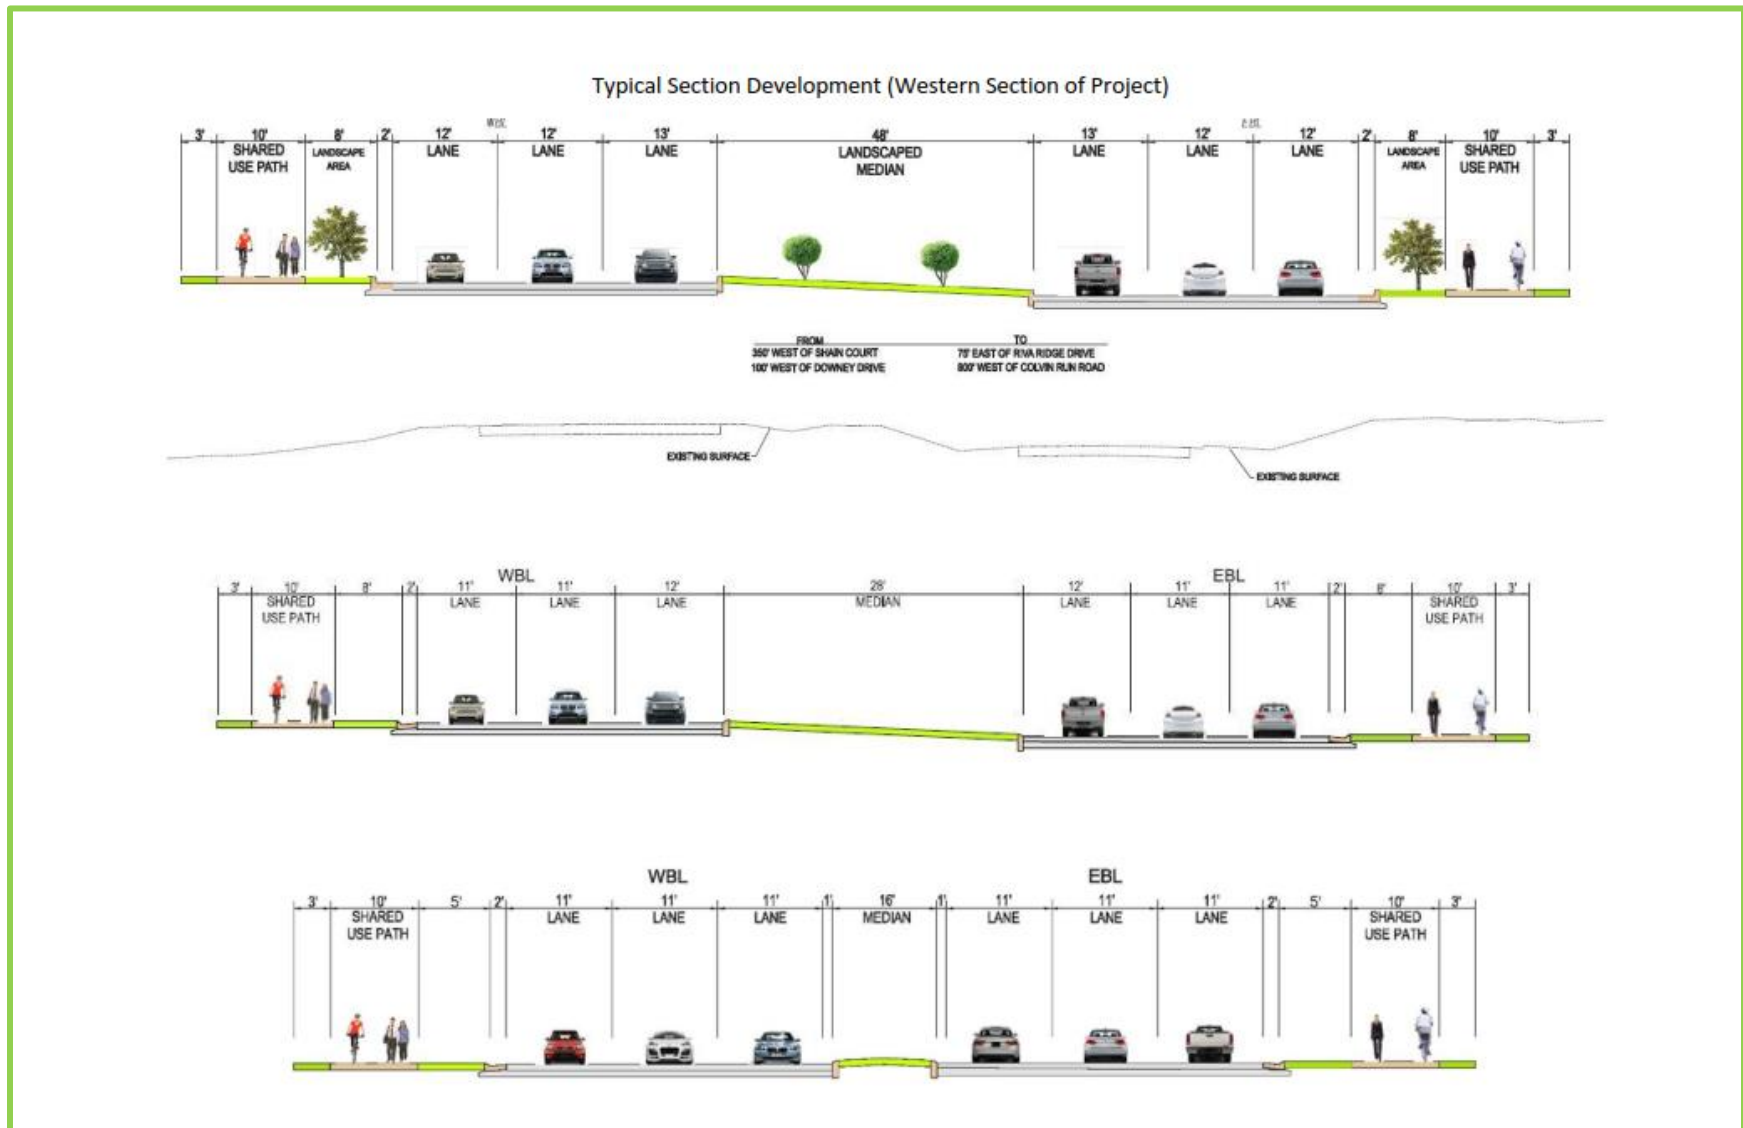 Typical Section Development (Western Section of Project)
WBL EBL
3' 10' 8' 2' 12' 12' 13' 48' 13' 12' 12' 2' 8' 10' 3'
SHARED LANDSCAPE LANE LANE LANE LANDSCAPED LANE LANE LANE LANDSCAPE SHARED
USE PATH AREA MEDIAN AREA USE PATH
FROM TO
350' WEST OF SHAIN COURT 75' EAST OF RIVA RIDGE DRIVE
100' WEST OF DOWNEY DRIVE 800' WEST OF COLVIN RUN ROAD
EXISTING SURFACE
EXISTING SURFACE
WBL EBL
3' 10' 8' 2' 11' 11' 12' 28' 12' 11' 11' 2' 8' 10' 3'
SHARED LANE LANE LANE MEDIAN LANE LANE LANE SHARED
USE PATH USE PATH
WBL EBL
3' 10' 5' 2' 11' 11' 11' 1' 16' 1' 11' 11' 11' 2' 5' 10' 3'
SHARED LANE LANE LANE MEDIAN LANE LANE LANE SHARED
USE PATH USE PATH